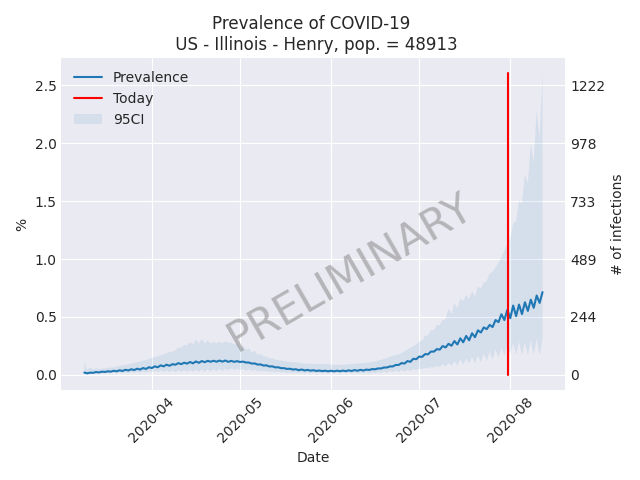 Prevalence of COVID-19
US - Illinois - Henry, pop. = 48913
Prevalence
Today
95CI
2.5
2.0
1.5
1.0
0.5
0.0
%
1222
978
733
489
244
0
# of infections
PRELIMINARY
2020-04
2020-05
2020-06
2020-07
2020-08
Date